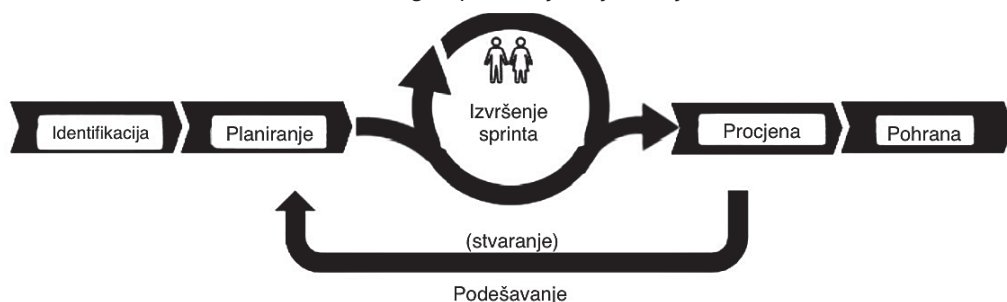 Identifikacija
Planiranje
Izvršenje
sprinta
Procjena
Pohrana
(stvaranje)
Podešavanje